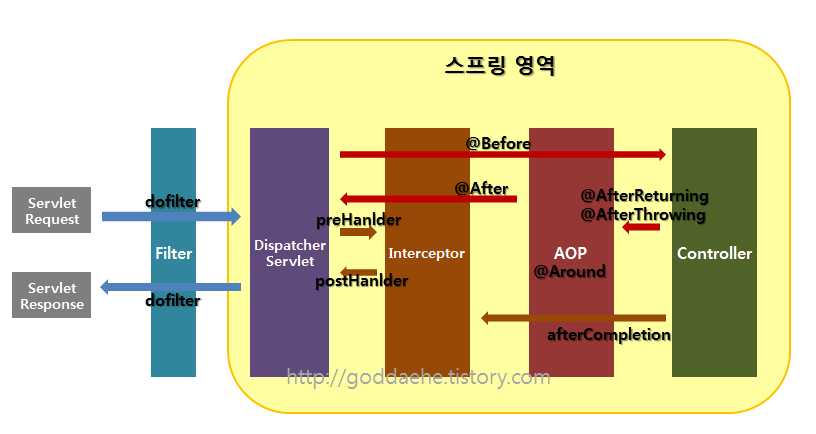 스프링 영역
@Before
@After
@AfterReturning
@AfterThrowing
Servlet
Request
dofilter
preHanlder
Filter
Dispatcher
Servlet
Interceptor
AOP
Controller
@Around
postHanlder
Servlet
Response
dofilter
afterCompletion
http://goddaehe.tistory.com